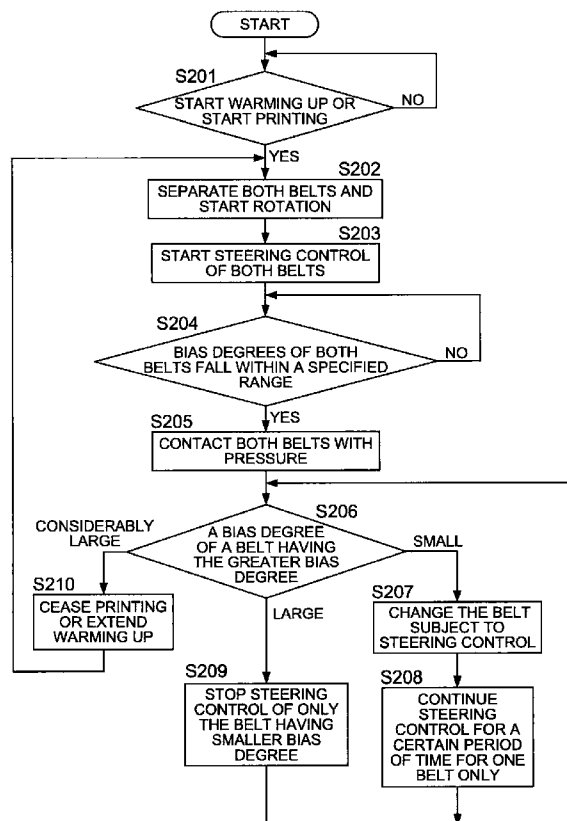 START
S201
START WARMING UP OR
START PRINTING
NO
YES
S202
SEPARATE BOTH BELTS AND
START ROTATION
S203
START STEERING CONTROL
OF BOTH BELTS
S204
BIAS DEGREES OF BOTH
BELTS FALL WITHIN A SPECIFIED
RANGE
NO
YES
S205
CONTACT BOTH BELTS WITH
PRESSURE
S206
A BIAS DEGREE
OF A BELT HAVING
THE GREATER BIAS
DEGREE
CONSIDERABLY
LARGE
SMALL
LARGE
S210
CEASE PRINTING
OR EXTEND
WARMING UP
S207
CHANGE THE BELT
SUBJECT TO
STEERING CONTROL
S209
STOP STEERING
CONTROL OF ONLY
THE BELT HAVING
SMALLER BIAS
DEGREE
S208
CONTINUE
STEERING
CONTROL FOR A
CERTAIN PERIOD
OF TIME FOR ONE
BELT ONLY